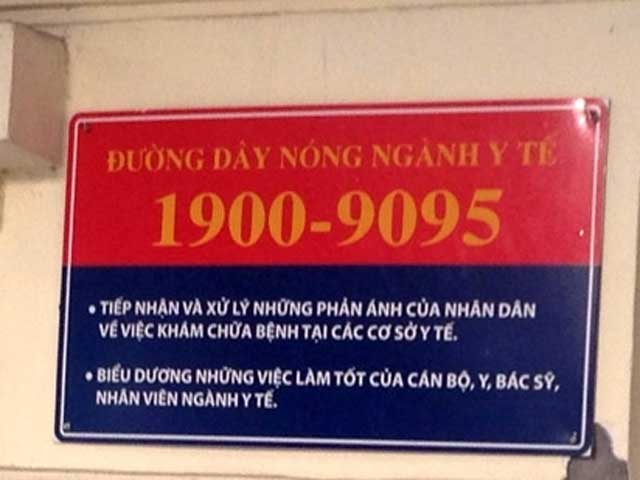 ĐƯỜNG DÂY NÓNG NGÀNH Y TẾ
1900-9095
• TIẾP NHẬN VÀ XỬ LÝ NHỮNG PHẢN ÁNH CỦA NHÂN DÂN
VỀ VIỆC KHÁM CHỮA BỆNH TẠI CÁC CƠ SỞ Y TẾ.
• BIỂU DƯƠNG NHỮNG VIỆC LÀM TỐT CỦA CÁN BỘ, Y, BÁC SỸ,
NHÂN VIÊN NGÀNH Y TẾ.